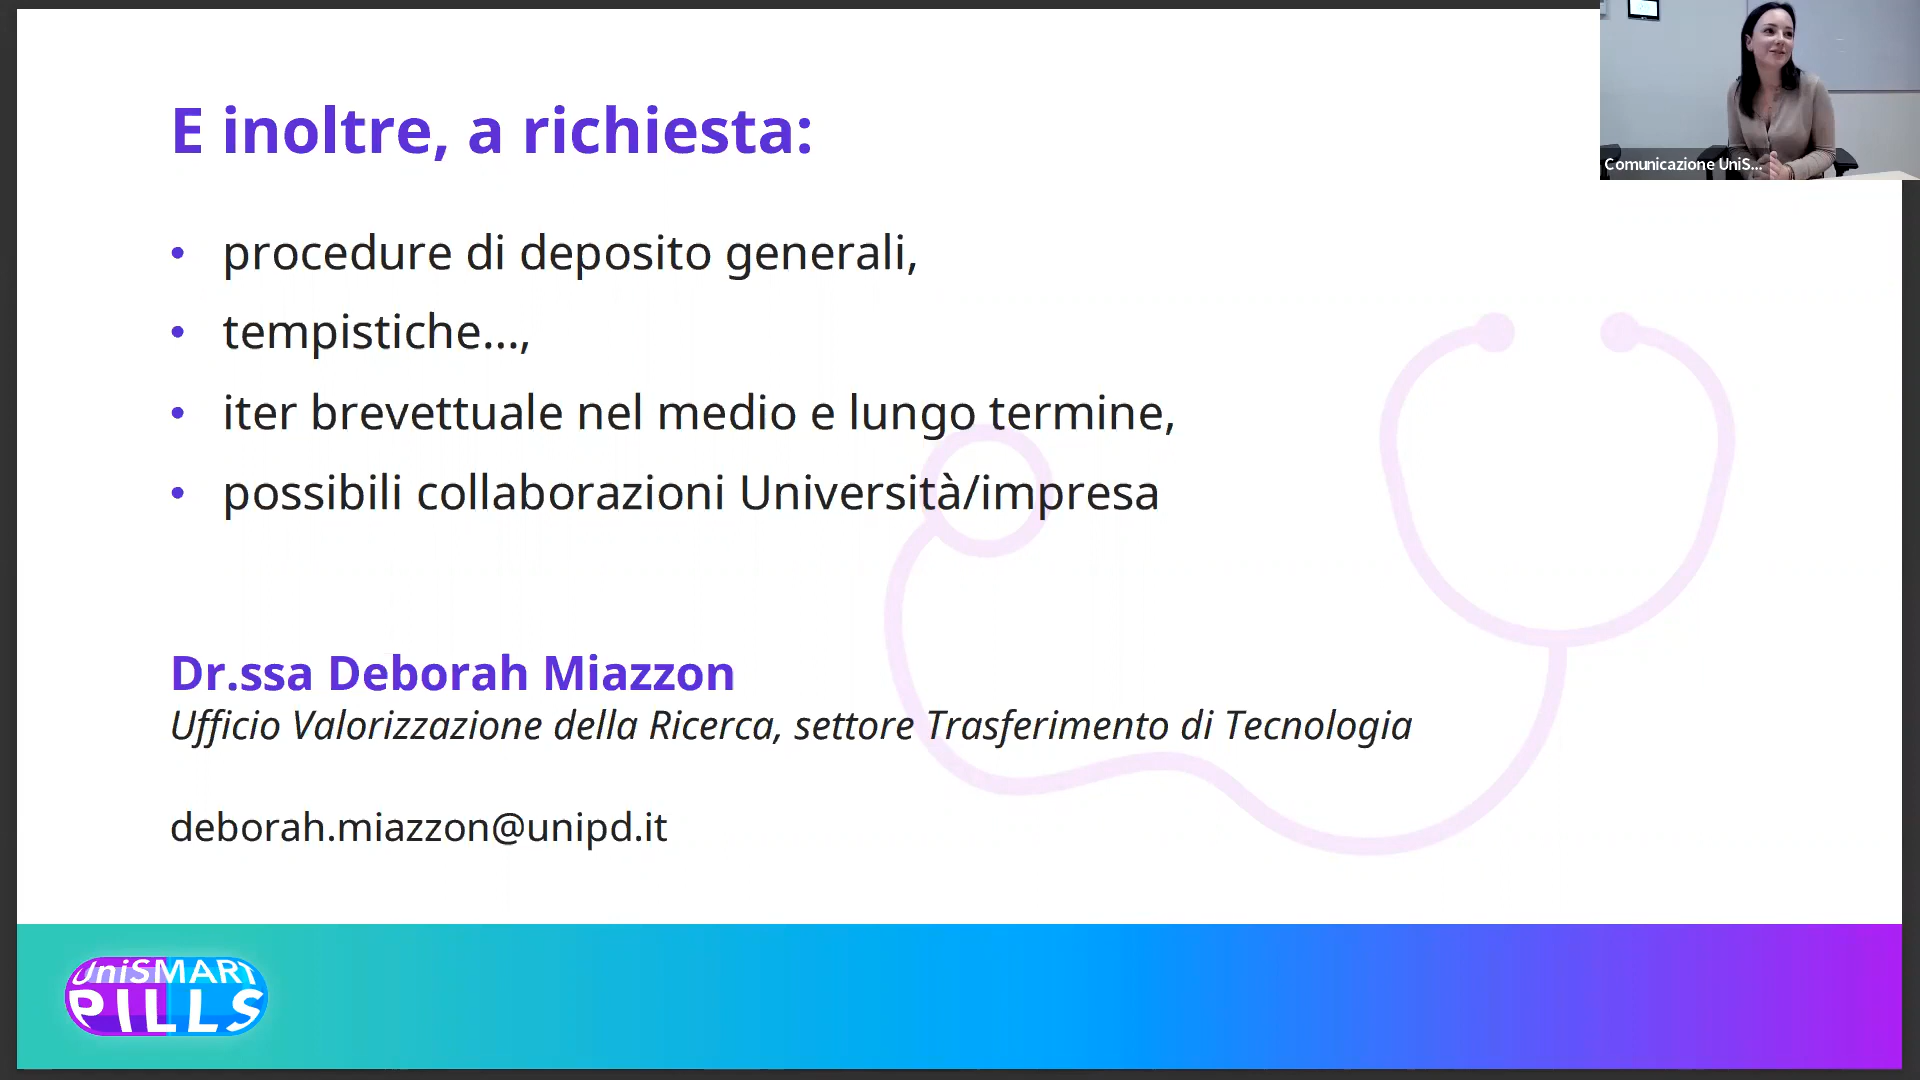 E inoltre, a richiesta:
Comunicazione UniS...
• procedure di deposito generali,
• tempistiche...,
• iter brevettuale nel medio e lungo termine,
• possibili collaborazioni Università/impresa
Dr.ssa Deborah Miazzon
Ufficio Valorizzazione della Ricerca, settore Trasferimento di Tecnologia
deborah.miazzon@unipd.it
UniSMART
PILLS